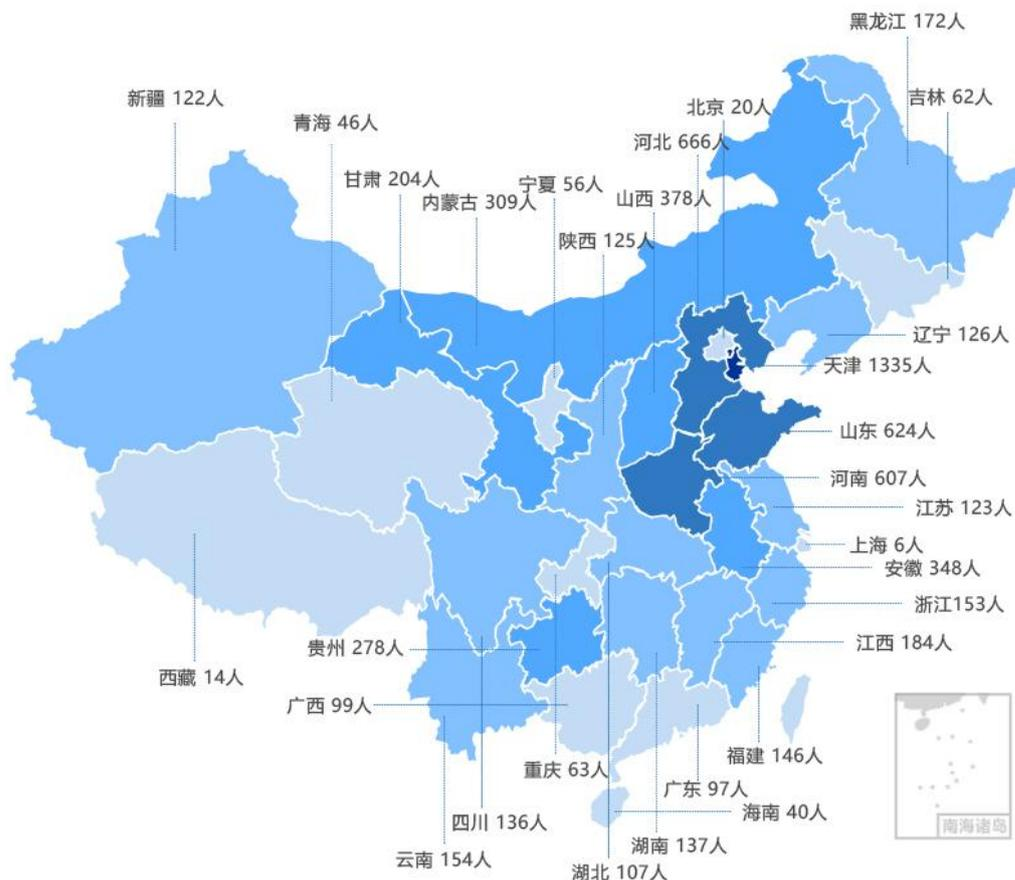 黑龙江 172人
新疆 122人
吉林 62人
北京 20人
青海 46人
河北 666人
甘肃 204人
宁夏 56人
内蒙古 309人
山西 378人
陕西 125人
辽宁 126人
天津 1335人
山东 624人
河南 607人
江苏 123人
上海 6人
安徽 348人
浙江153人
江西 184人
贵州 278人
西藏 14人
广西 99人
福建 146人
重庆 63人
广东 97人
海南 40人
四川 136人
南海诸岛
湖南 137人
云南 154人
湖北 107人